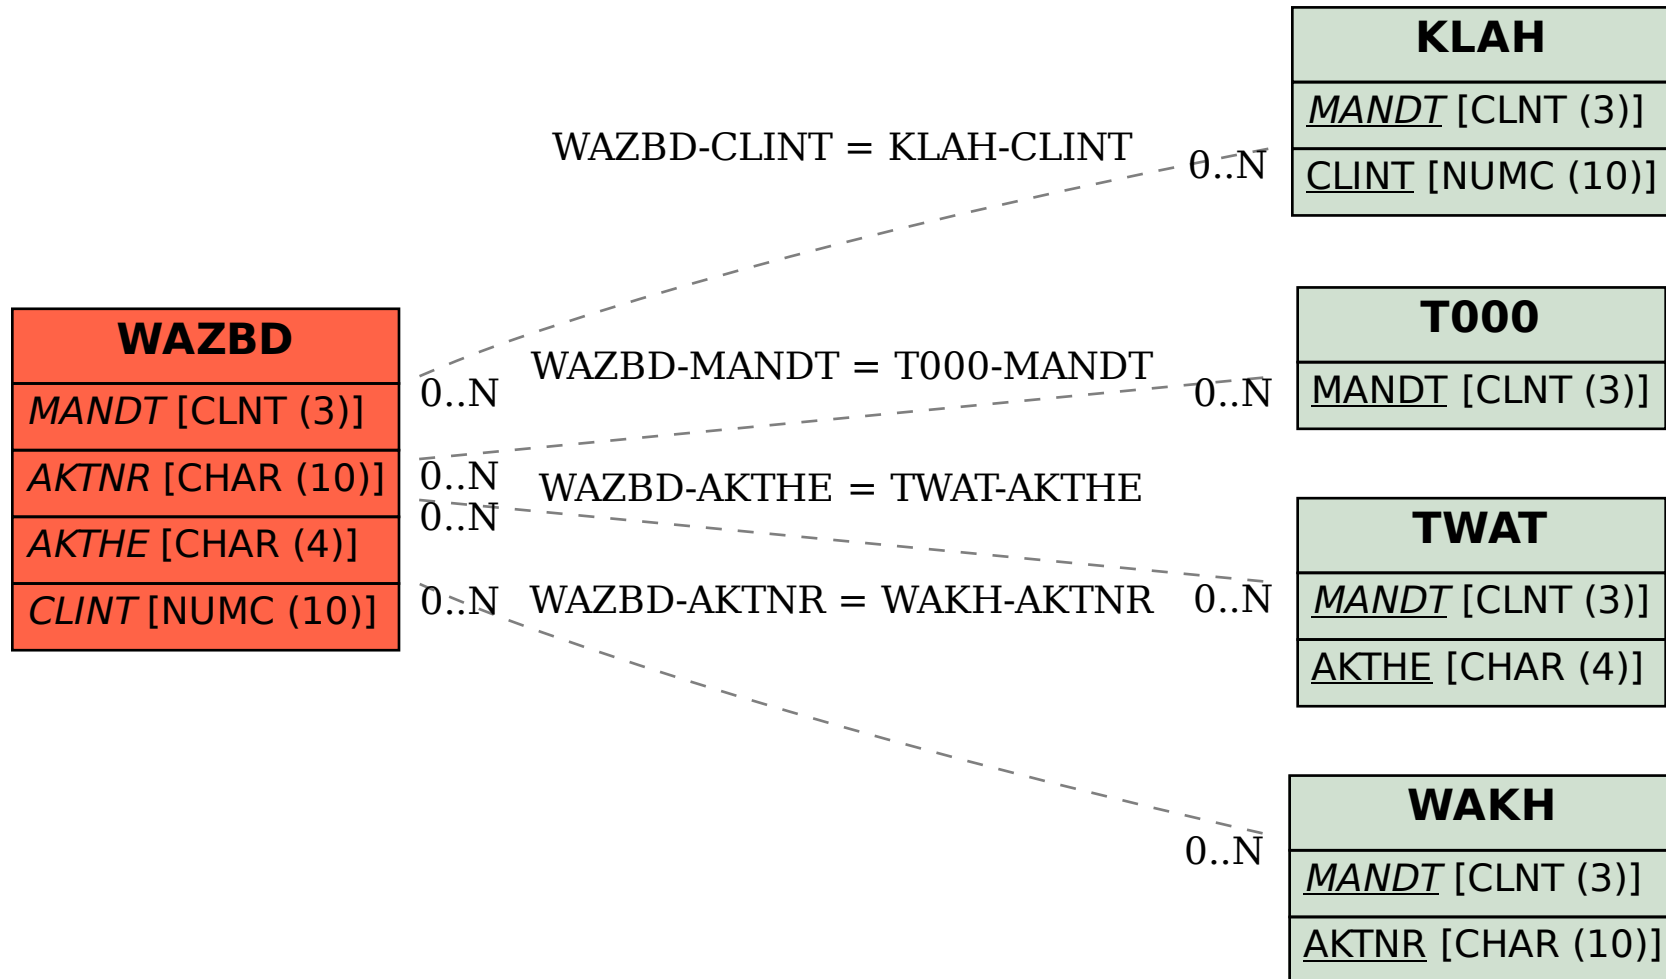 KLAH
MANDT [CLNT (3)]
CLINT [NUMC (10)]
WAZBD-CLINT = KLAH-CLINT
0..N
0..N
WAZBD
MANDT [CLNT (3)]
AKTNR [CHAR (10)]
AKTHE [CHAR (4)]
CLINT [NUMC (10)]
T000
MANDT [CLNT (3)]
WAZBD-MANDT = T000-MANDT
0..N
0..N
WAZBD-AKTHE = TWAT-AKTHE
0..N
0..N
TWAT
MANDT [CLNT (3)]
AKTHE [CHAR (4)]
WAZBD-AKTNR = WAKH-AKTNR
0..N
0..N
WAKH
MANDT [CLNT (3)]
AKTNR [CHAR (10)]